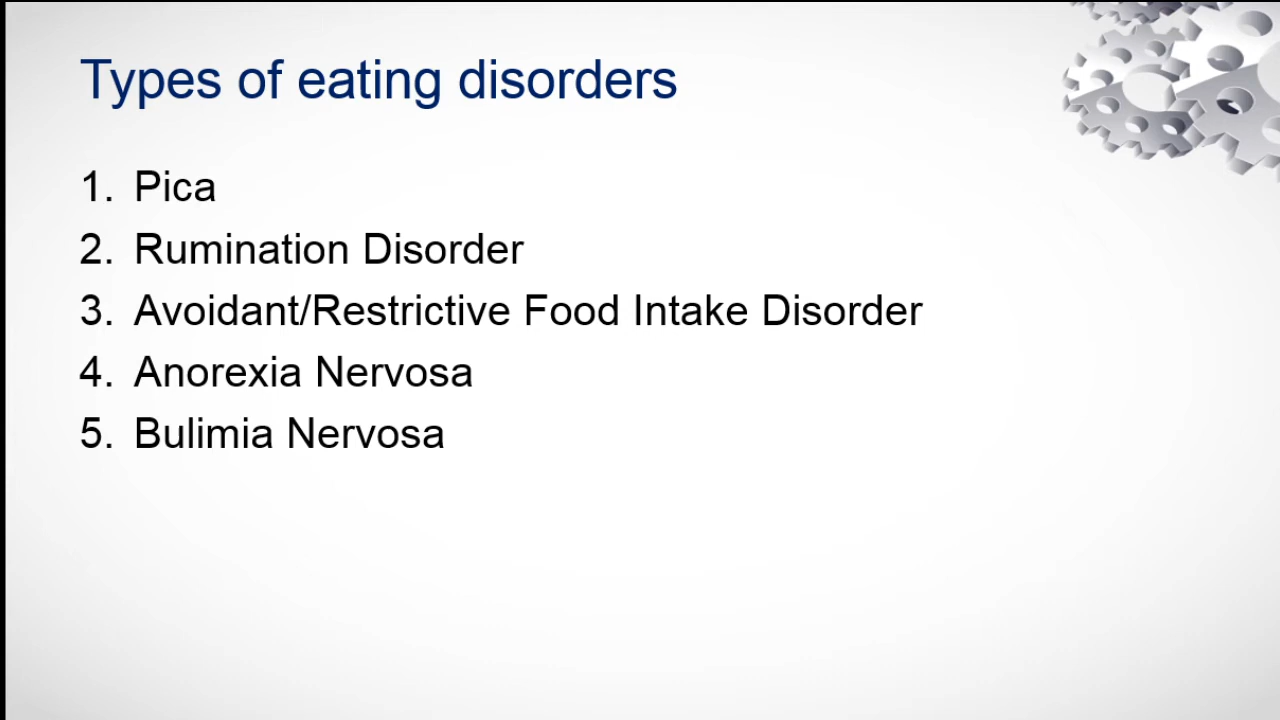 Types of eating disorders
1. Pica
2. Rumination Disorder
3. Avoidant/Restrictive Food Intake Disorder
4. Anorexia Nervosa
5. Bulimia Nervosa